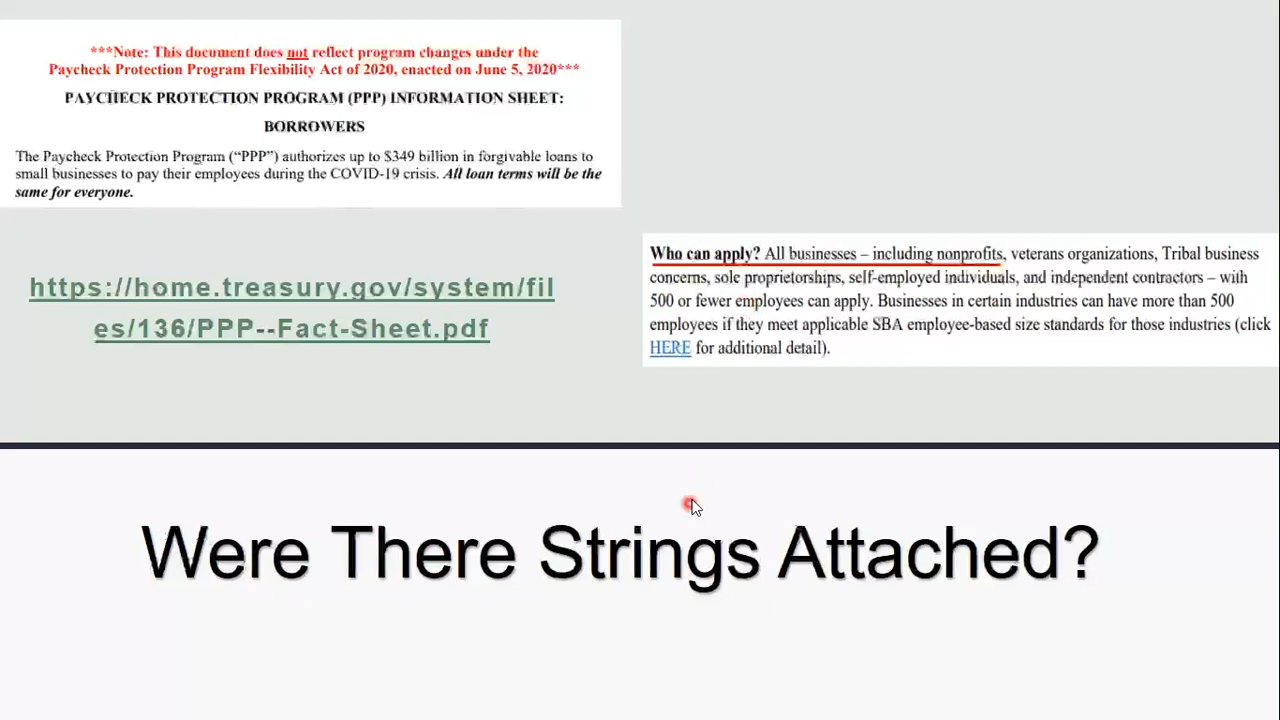 ***Note: This document does not reflect program changes under the
Paycheck Protection Program Flexibility Act of 2020, enacted on June 5, 2020***
PAYCHECK PROTECTION PROGRAM (PPP) INFORMATION SHEET:
BORROWERS
The Paycheck Protection Program (“PPP”) authorizes up to $349 billion in forgivable loans to
small businesses to pay their employees during the COVID-19 crisis. All loan terms will be the
same for everyone.
https://home.treasury.gov/system/fil
es/136/PPP--Fact-Sheet.pdf
Who can apply? All businesses – including nonprofits, veterans organizations, Tribal business
concerns, sole proprietorships, self-employed individuals, and independent contractors – with
500 or fewer employees can apply. Businesses in certain industries can have more than 500
employees if they meet applicable SBA employee-based size standards for those industries (click
HERE for additional detail).
Were There Strings Attached?